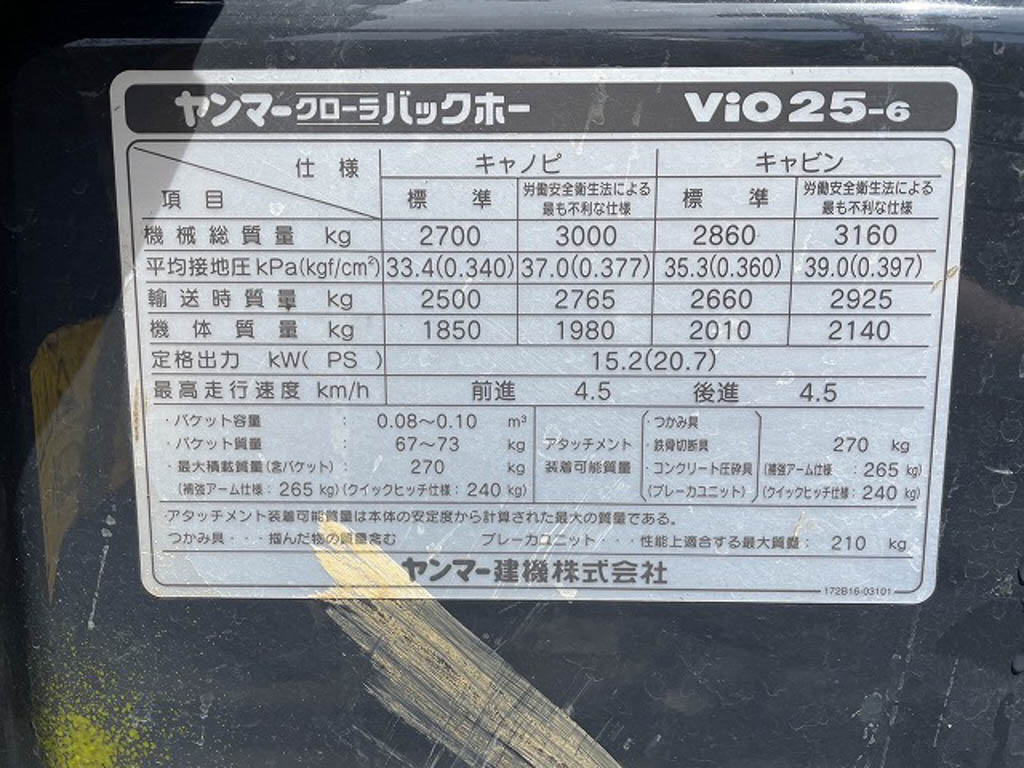 ヤンマークローラバックホー ViO25-6
仕様 キャノピ キャビン
項目 標準 労働安全衛生法による最も不利な仕様 標準 労働安全衛生法による最も不利な仕様
機械総質量 kg 2700 3000 2860 3160
平均接地圧 kPa(kgf/cm²) 33.4(0.340) 37.0(0.377) 35.3(0.360) 39.0(0.397)
輸送時質量 kg 2500 2765 2660 2925
機体質量 kg 1850 1980 2010 2140
定格出力 kW( PS ) 15.2(20.7)
最高走行速度 km/h 前進 4.5 後進 4.5
・バケット容量 : 0.08〜0.10 m³
・バケット質量 : 67〜73 kg
・最大積載質量(含バケット) : 270 kg
(補強アーム仕様 : 265 kg)(クイックヒッチ仕様 : 240 kg)
・アタッチメント
装着可能質量
・つかみ具
・鉄骨切断具
・コンクリート圧砕具
(ブレーカユニット)
270 kg
(補強アーム仕様 : 265 kg)
(クイックヒッチ仕様 : 240 kg)
アタッチメント装着可能質量は本体の安定度から計算された最大の質量である。
つかみ具・・・掴んだ物の質量含む ブレーカユニット・・・性能上適合する最大質量 : 210 kg
ヤンマー建機株式会社
172B16-03101